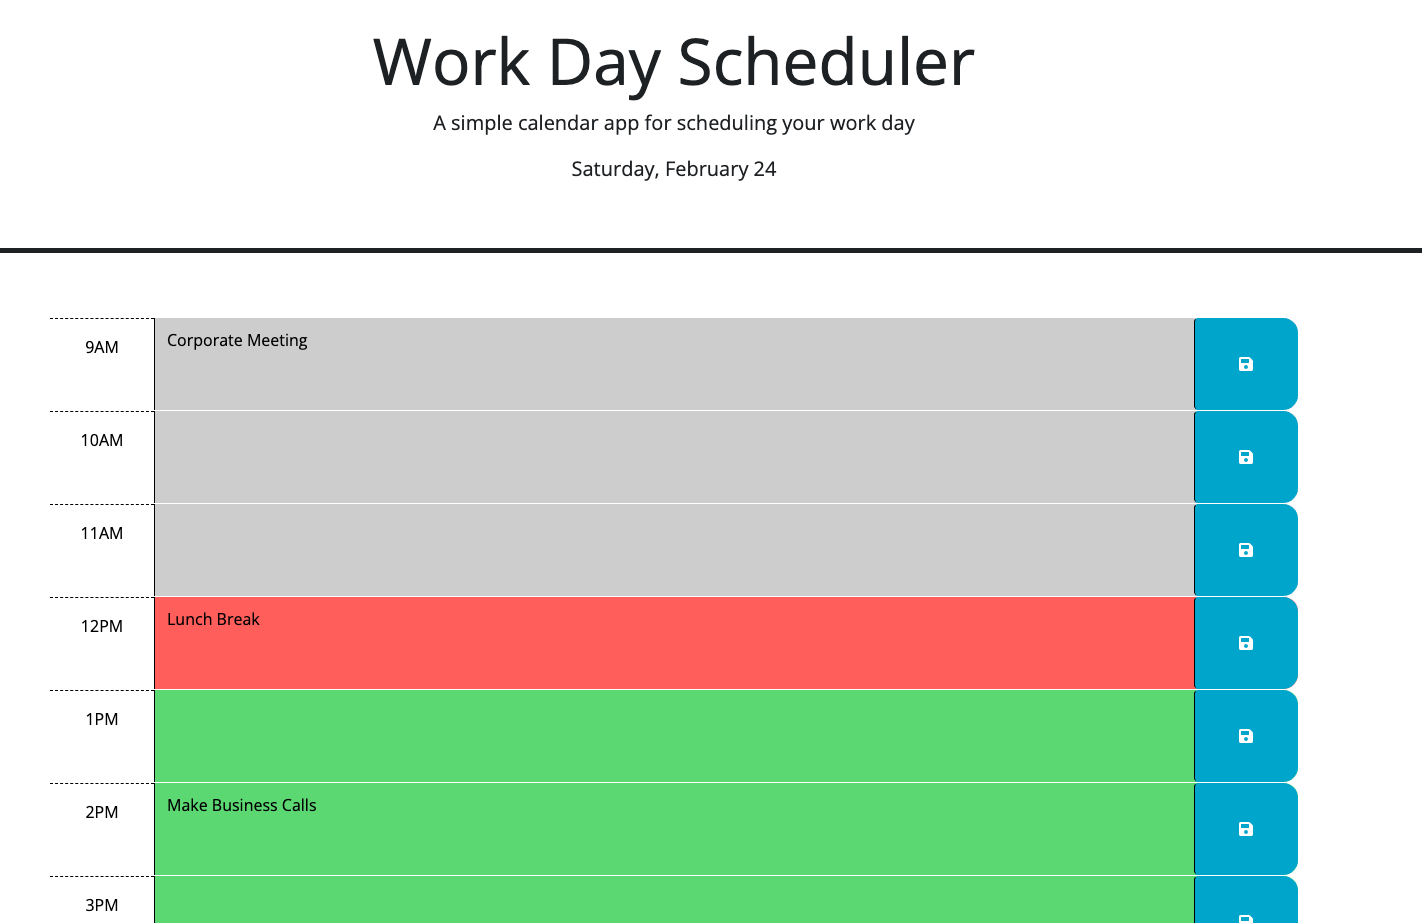 Work Day Scheduler
A simple calendar app for scheduling your work day
Saturday, February 24
9AM
Corporate Meeting
10AM
11AM
12PM
Lunch Break
1PM
2PM
Make Business Calls
3PM